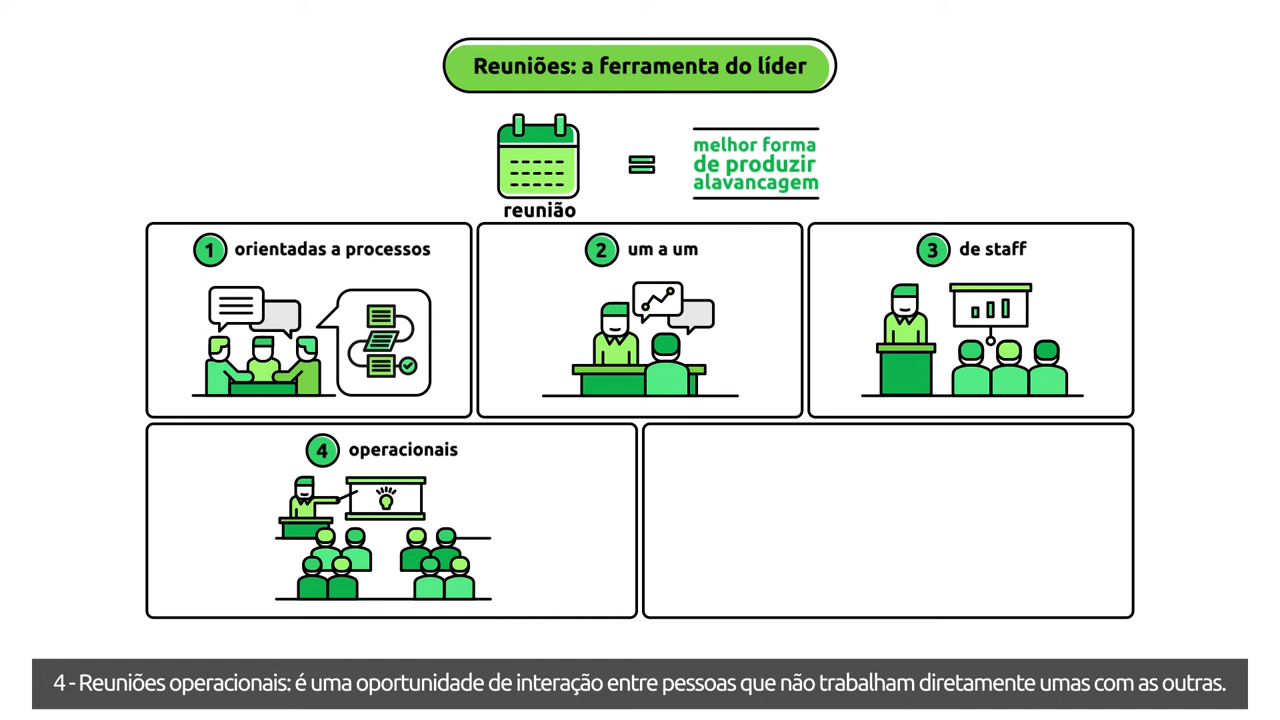 Reuniões: a ferramenta do líder
melhor forma
de produzir
alavancagem
reunião
1 orientadas a processos
2 um a um
3 de staff
4 operacionais
4 - Reuniões operacionais: é uma oportunidade de interação entre pessoas que não trabalham diretamente umas com as outras.